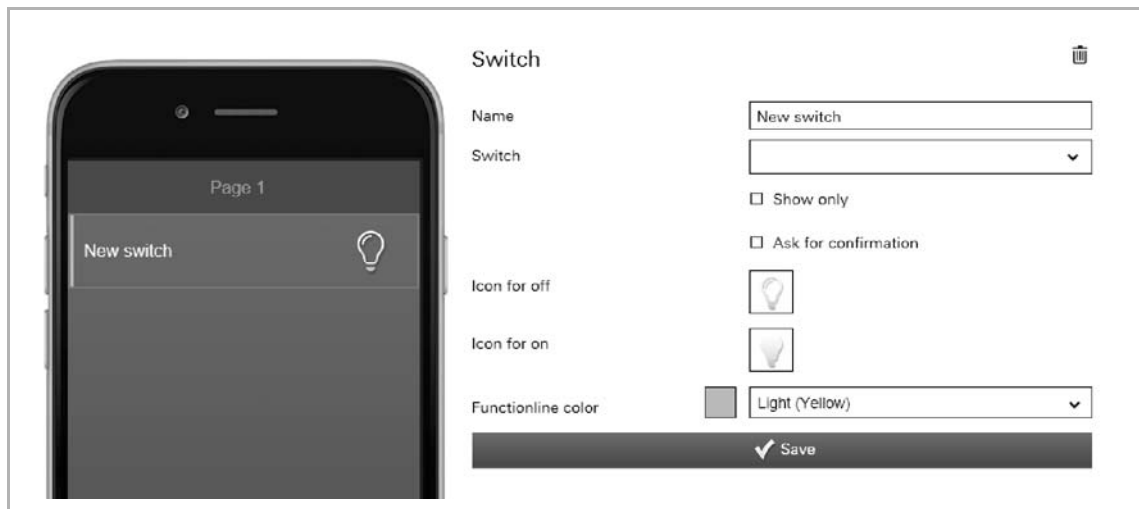 Page 1
New switch
Switch
Name
New switch
Switch
Show only
Ask for confirmation
Icon for off
Icon for on
Functionline color
Light (Yellow)
Save